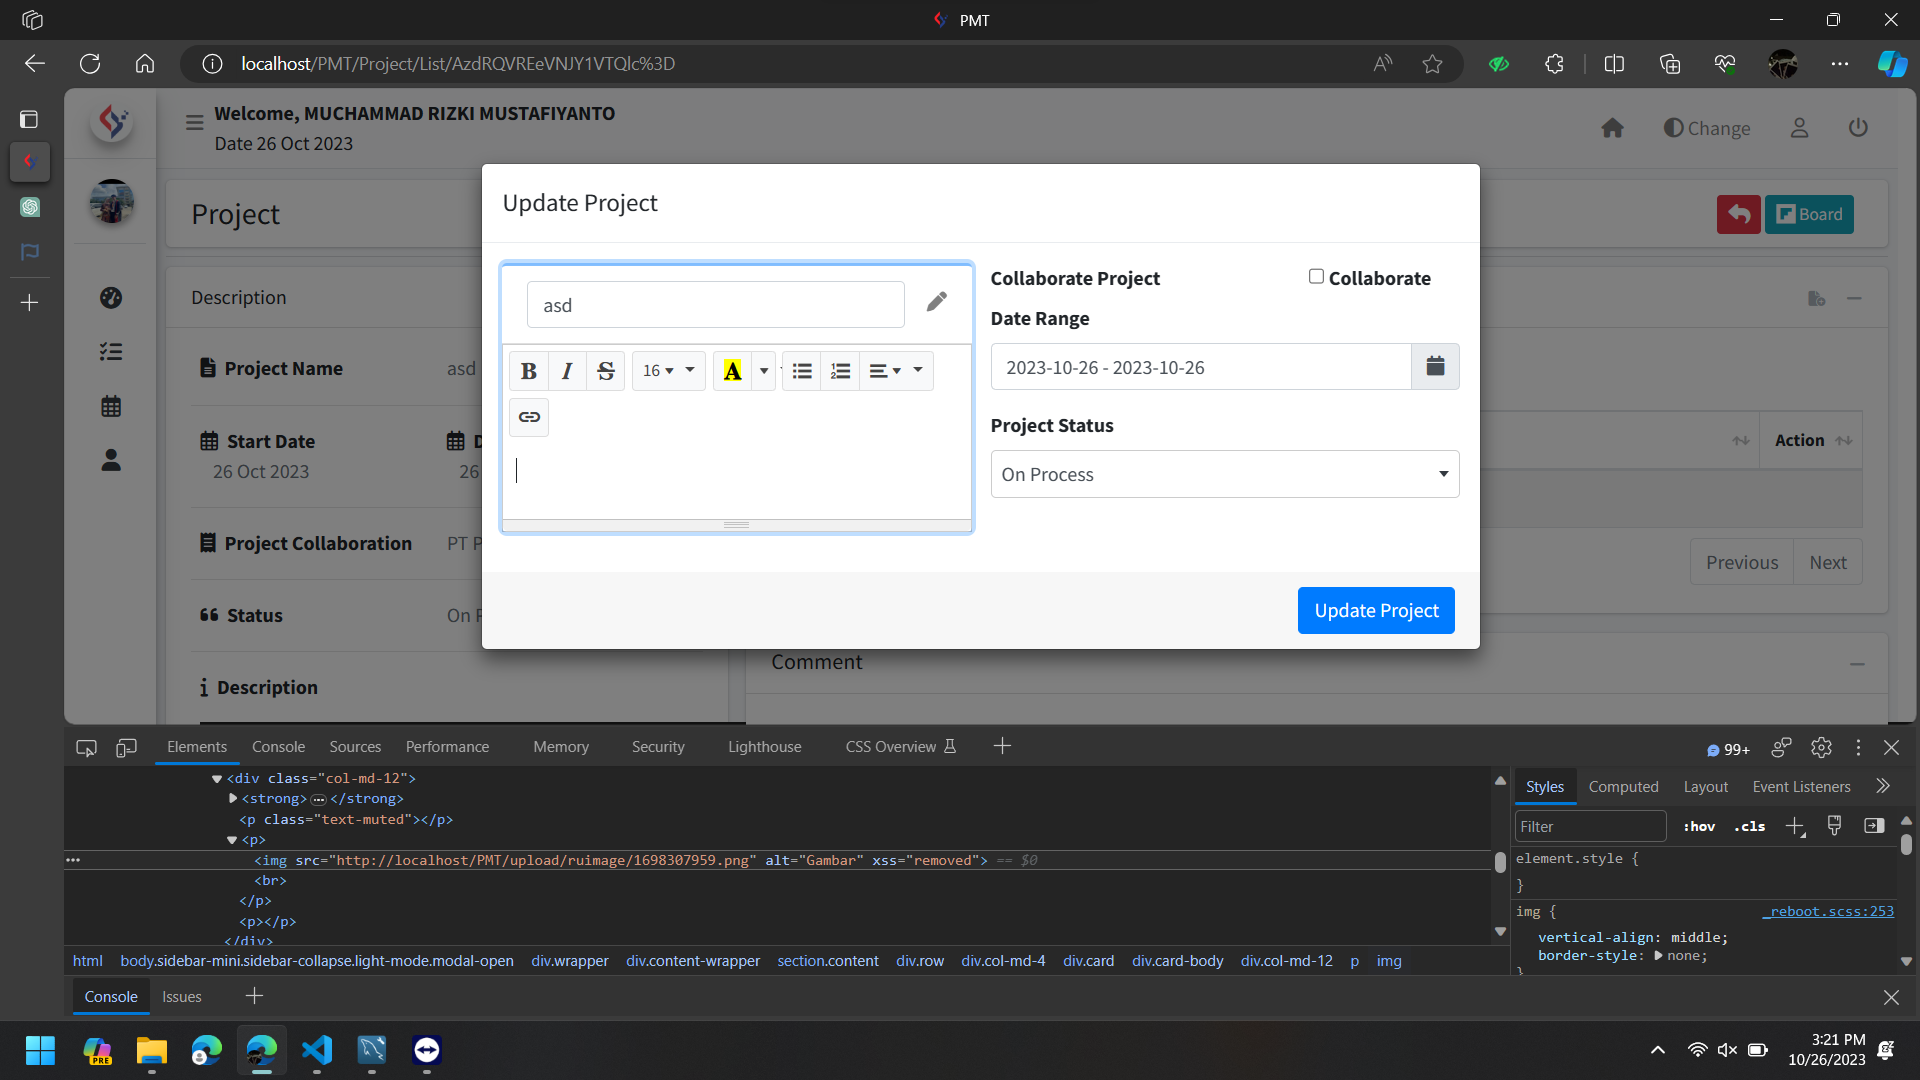 PMT
localhost/PMT/Project/List/AzdRQVREeVNJY1VTQlc%3D
Welcome, MUCHAMMAD RIZKI MUSTAFIYANTO
Date 26 Oct 2023
Change
Project
Board
Description
Project Name
asd
Start Date
26 Oct 2023
26
Project Collaboration
PT P
Status
On P
Description
Update Project
asd
B I S 16 A
Collaborate Project
Collaborate
Date Range
2023-10-26 - 2023-10-26
Project Status
On Process
Update Project
Action
Previous
Next
Comment
Elements Console Sources Performance Memory Security Lighthouse CSS Overview
99+
<div class="col-md-12">
<strong>…</strong>
<p class="text-muted"></p>
<p>
<img src="http://localhost/PMT/upload/ruimage/1698307959.png" alt="Gambar" xss="removed"> == $0
<br>
</p>
<p></p>
</div>
html body.sidebar-mini.sidebar-collapse.light-mode.modal-open div.wrapper div.content-wrapper section.content div.row div.col-md-4 div.card div.card-body div.col-md-12 p img
Styles Computed Layout Event Listeners
Filter
:hov .cls
element.style {
}
img {
_reboot.scss:253
vertical-align: middle;
border-style: none;
}
Console Issues
PRE
3:21 PM
10/26/2023